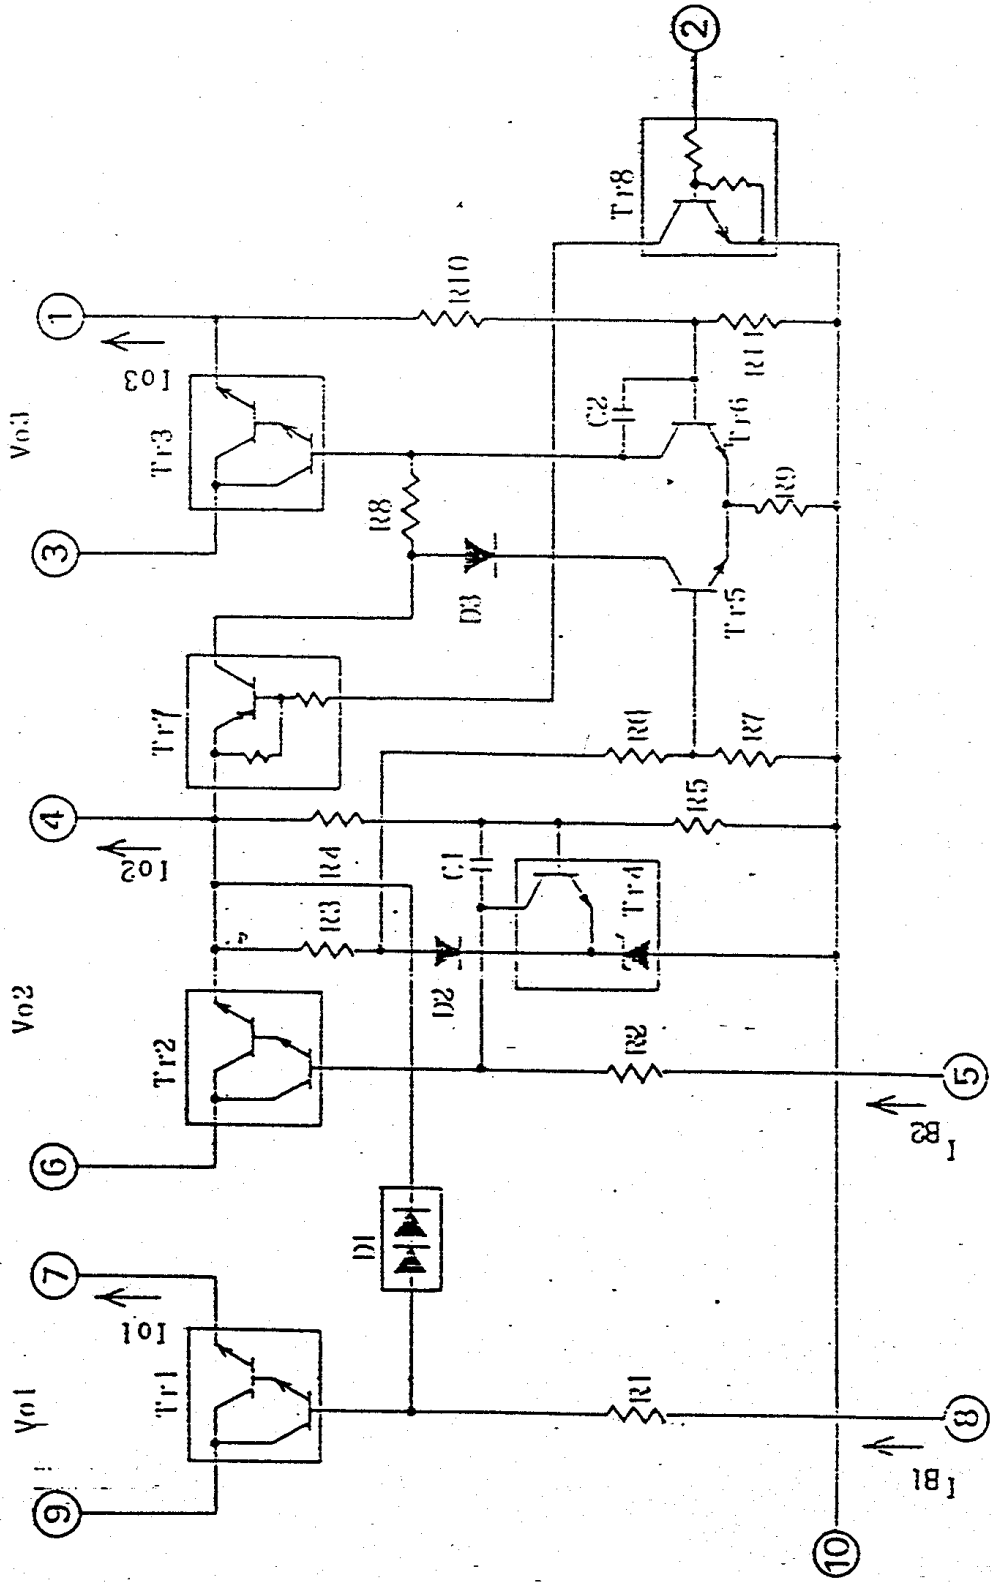 Vo1
Vo2
Vo3
9
7
6
4
3
1
Io1
Io2
Io3
Tr1
Tr2
Tr7
Tr3
D1
R3
R4
R8
R10
D2
C1
D3
C2
Tr8
2
R1
R2
Tr4
R6
R5
R7
Tr5
R9
Tr6
R11
IB1
IB2
8
5
10